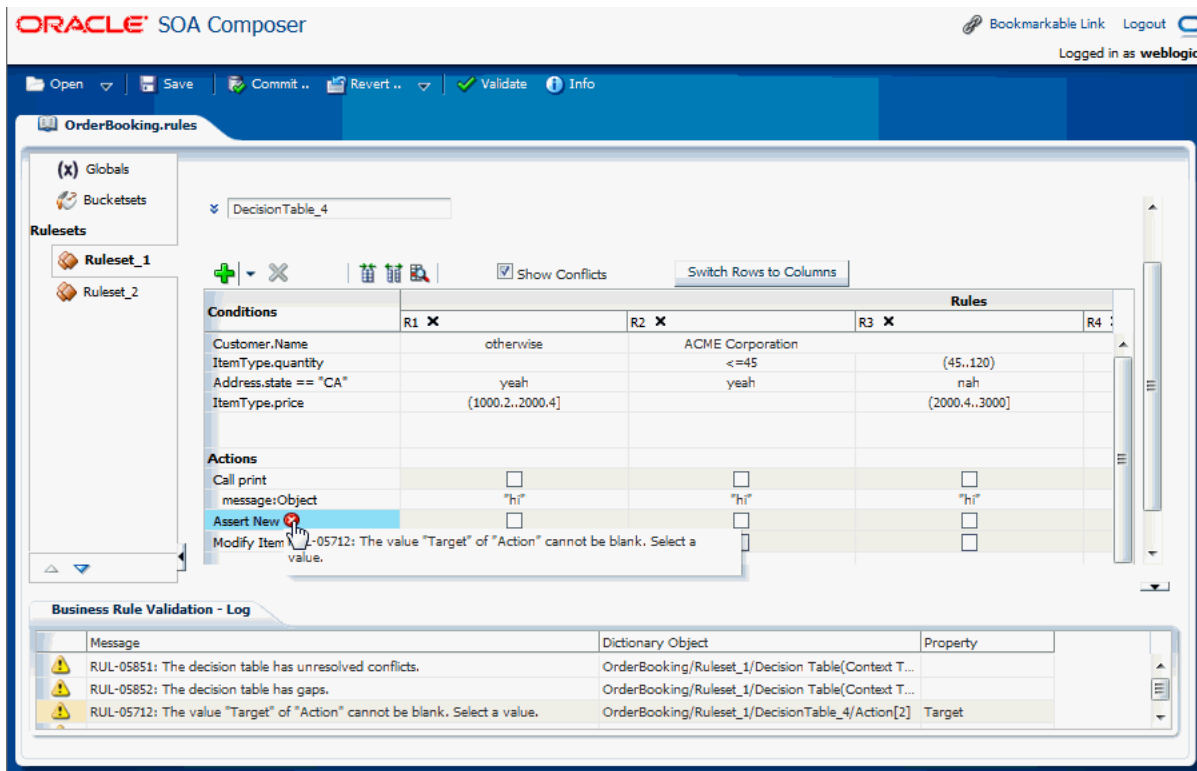 ORACLE SOA Composer
Bookmarkable Link Logout
Logged in as weblogic
Open Save Commit .. Revert .. Validate Info
OrderBooking.rules
(x) Globals
Bucketsets
Rulesets
Ruleset_1
Ruleset_2
DecisionTable_4
Show Conflicts Switch Rows to Columns
Conditions Rules
R1 R2 R3 R4
Customer.Name otherwise ACME Corporation
ItemType.quantity <=45 (45..120)
Address.state == "CA" yeah yeah nah
ItemType.price (1000.2..2000.4] (2000.4..3000]
Actions
Call print
message:Object "hi" "hi" "hi"
Assert New
Modify Item
-05712: The value "Target" of "Action" cannot be blank. Select a
value.
Business Rule Validation - Log
Message Dictionary Object Property
RUL-05851: The decision table has unresolved conflicts. OrderBooking/Ruleset_1/Decision Table(Context T...
RUL-05852: The decision table has gaps. OrderBooking/Ruleset_1/Decision Table(Context T...
RUL-05712: The value "Target" of "Action" cannot be blank. Select a value. OrderBooking/Ruleset_1/DecisionTable_4/Action[2] Target